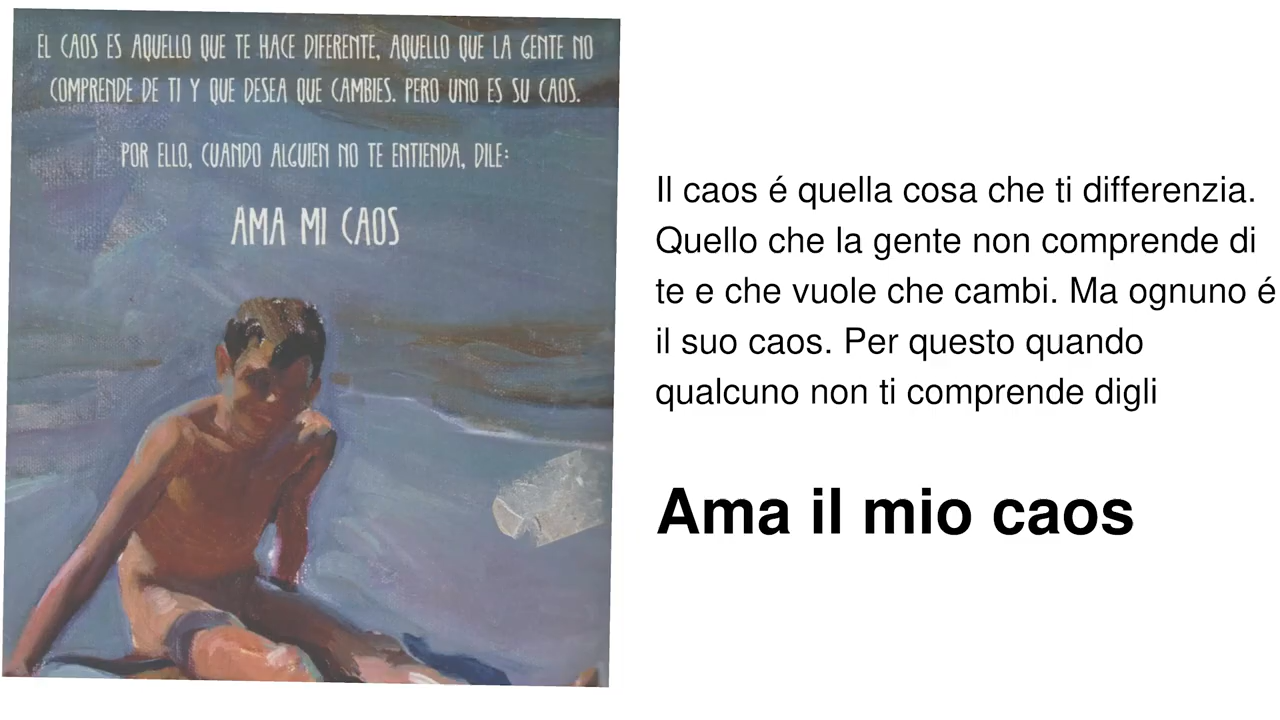 EL CAOS ES AQUELLO QUE TE HACE DIFERENTE, AQUELLO QUE LA GENTE NO
COMPRENDE DE TI Y QUE DESEA QUE CAMBIES. PERO UNO ES SU CAOS.
POR ELLO, CUANDO ALGUIEN NO TE ENTIENDA, DILE:
AMA MI CAOS
Il caos é quella cosa che ti differenzia.
Quello che la gente non comprende di
te e che vuole che cambi. Ma ognuno é
il suo caos. Per questo quando
qualcuno non ti comprende digli
Ama il mio caos